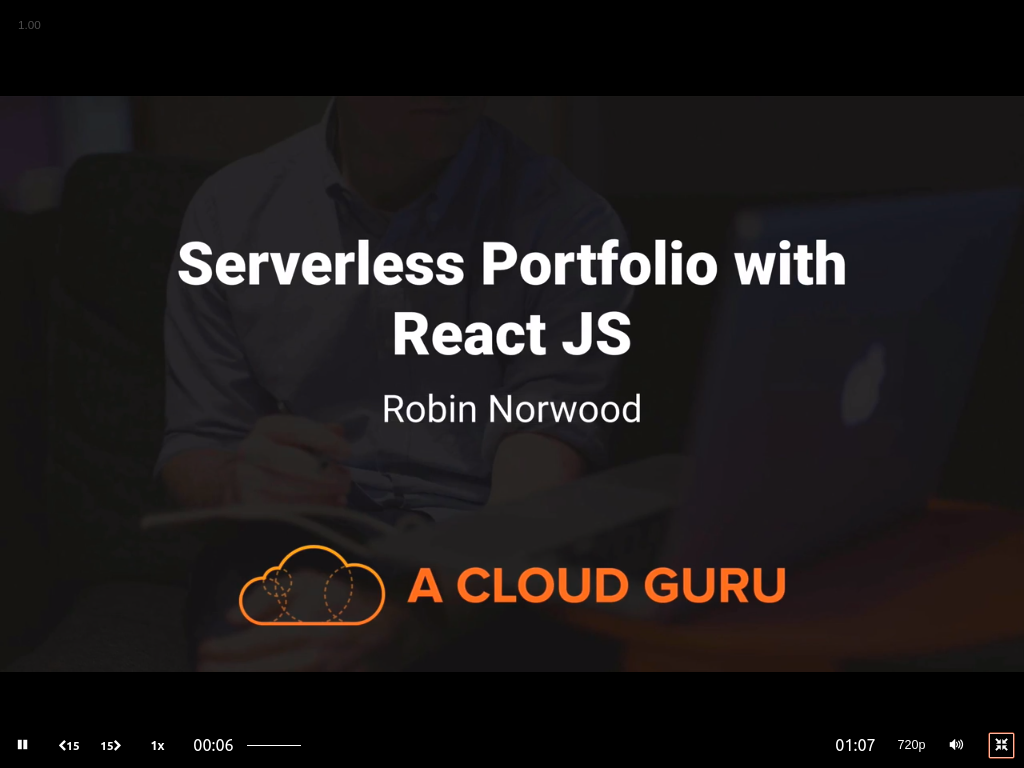 1.00
Serverless Portfolio with
React JS
Robin Norwood
A CLOUD GURU
15 15 1x 00:06 01:07 720p